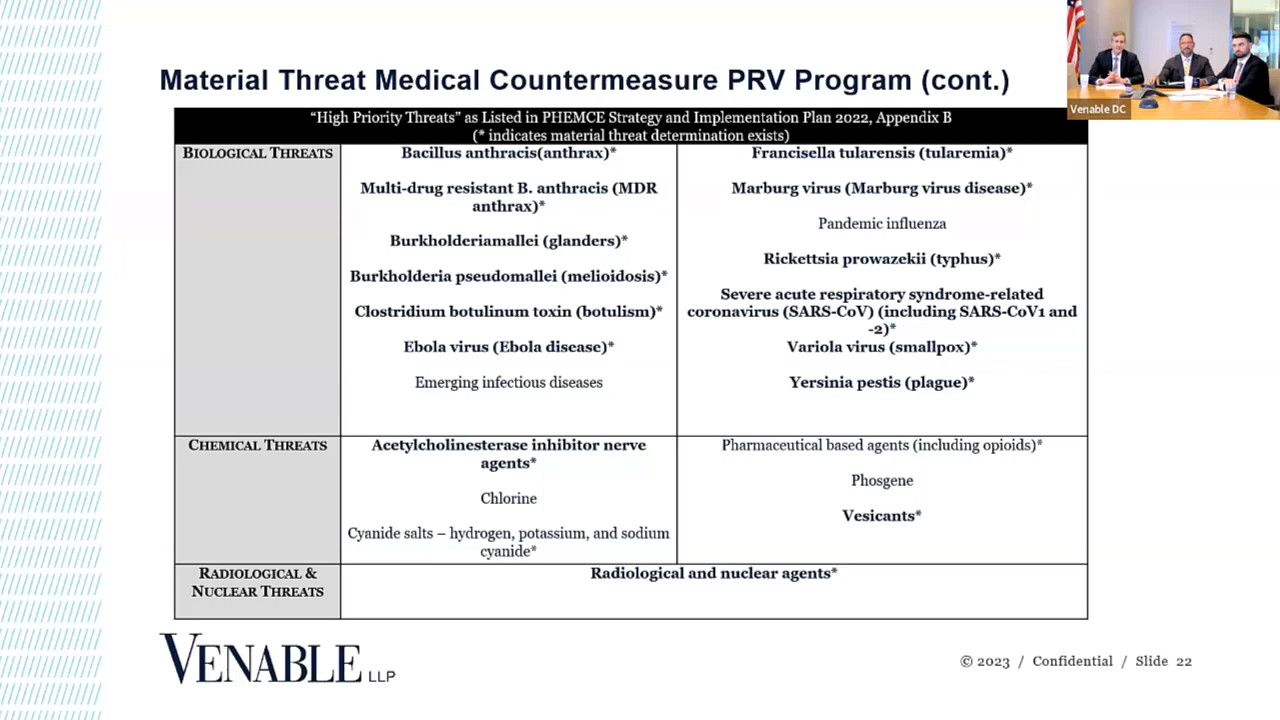 Material Threat Medical Countermeasure PRV Program (cont.)
Venable DC
“High Priority Threats” as Listed in PHEMCE Strategy and Implementation Plan 2022, Appendix B
(* indicates material threat determination exists)
BIOLOGICAL THREATS
Bacillus anthracis(anthrax)*
Multi-drug resistant B. anthracis (MDR
anthrax)*
Burkholderiamallei (glanders)*
Burkholderia pseudomallei (melioidosis)*
Clostridium botulinum toxin (botulism)*
Ebola virus (Ebola disease)*
Emerging infectious diseases
Francisella tularensis (tularemia)*
Marburg virus (Marburg virus disease)*
Pandemic influenza
Rickettsia prowazekii (typhus)*
Severe acute respiratory syndrome-related
coronavirus (SARS-CoV) (including SARS-CoV1 and
-2)*
Variola virus (smallpox)*
Yersinia pestis (plague)*
CHEMICAL THREATS
Acetylcholinesterase inhibitor nerve
agents*
Chlorine
Cyanide salts – hydrogen, potassium, and sodium
cyanide*
Pharmaceutical based agents (including opioids)*
Phosgene
Vesicants*
RADIOLOGICAL &
NUCLEAR THREATS
Radiological and nuclear agents*
VENABLE LLP
© 2023 / Confidential / Slide 22